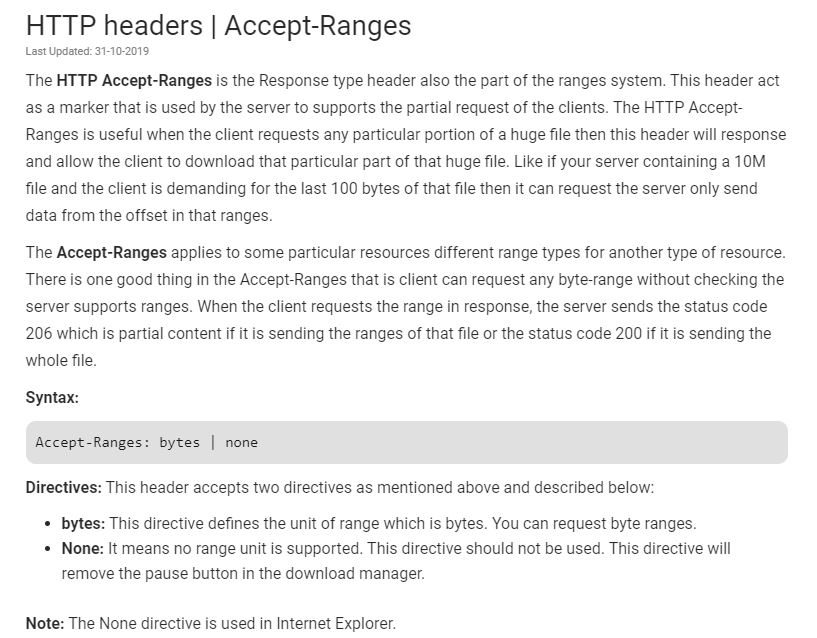 HTTP headers | Accept-Ranges
Last Updated: 31-10-2019
The HTTP Accept-Ranges is the Response type header also the part of the ranges system. This header act
as a marker that is used by the server to supports the partial request of the clients. The HTTP Accept-
Ranges is useful when the client requests any particular portion of a huge file then this header will response
and allow the client to download that particular part of that huge file. Like if your server containing a 10M
file and the client is demanding for the last 100 bytes of that file then it can request the server only send
data from the offset in that ranges.
The Accept-Ranges applies to some particular resources different range types for another type of resource.
There is one good thing in the Accept-Ranges that is client can request any byte-range without checking the
server supports ranges. When the client requests the range in response, the server sends the status code
206 which is partial content if it is sending the ranges of that file or the status code 200 if it is sending the
whole file.
Syntax:
Accept-Ranges: bytes | none
Directives: This header accepts two directives as mentioned above and described below:
• bytes: This directive defines the unit of range which is bytes. You can request byte ranges.
• None: It means no range unit is supported. This directive should not be used. This directive will
remove the pause button in the download manager.
Note: The None directive is used in Internet Explorer.